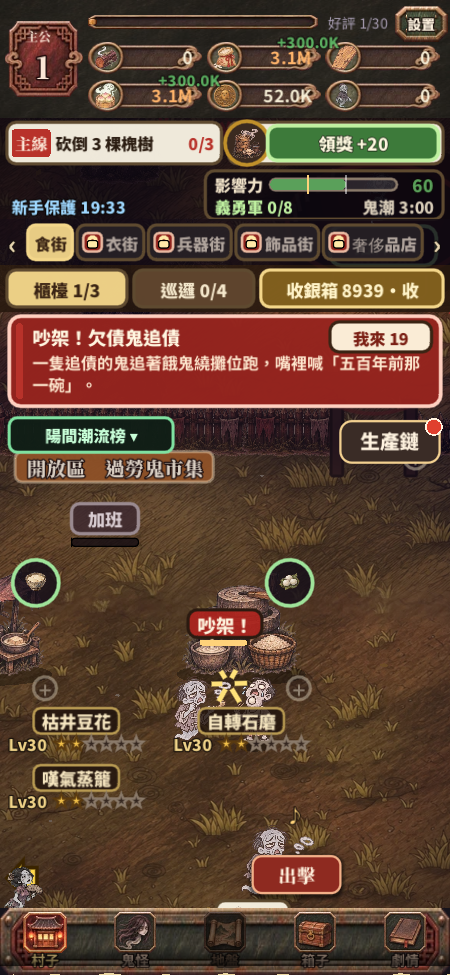 主公
1
好評 1/30
設置
0
+300.0K
3.1M
0
+180.0K
3.1M
52.0K
0
主線 砍倒 3 棵槐樹 0/3
領獎 +20
影響力 60
新手保護 19:33
義勇軍 0/8 鬼潮 3:00
‹ 食街 衣街 兵器街 飾品街 奢侈品店 ›
櫃檯 1/3
巡邏 0/4
收銀箱 8939・收
吵架！欠債鬼追債
我來 19
一隻追債的鬼追著餓鬼繞攤位跑，嘴裡喊「五百年前那
一碗」。
陽間潮流榜 ▾
生產鏈
開放區 過勞鬼市集
加班
吵架！
枯井豆花
自轉石磨
Lv30
Lv30
嘆氣蒸籠
Lv30
出擊
村子
鬼怪
地盤
箱子
劇情